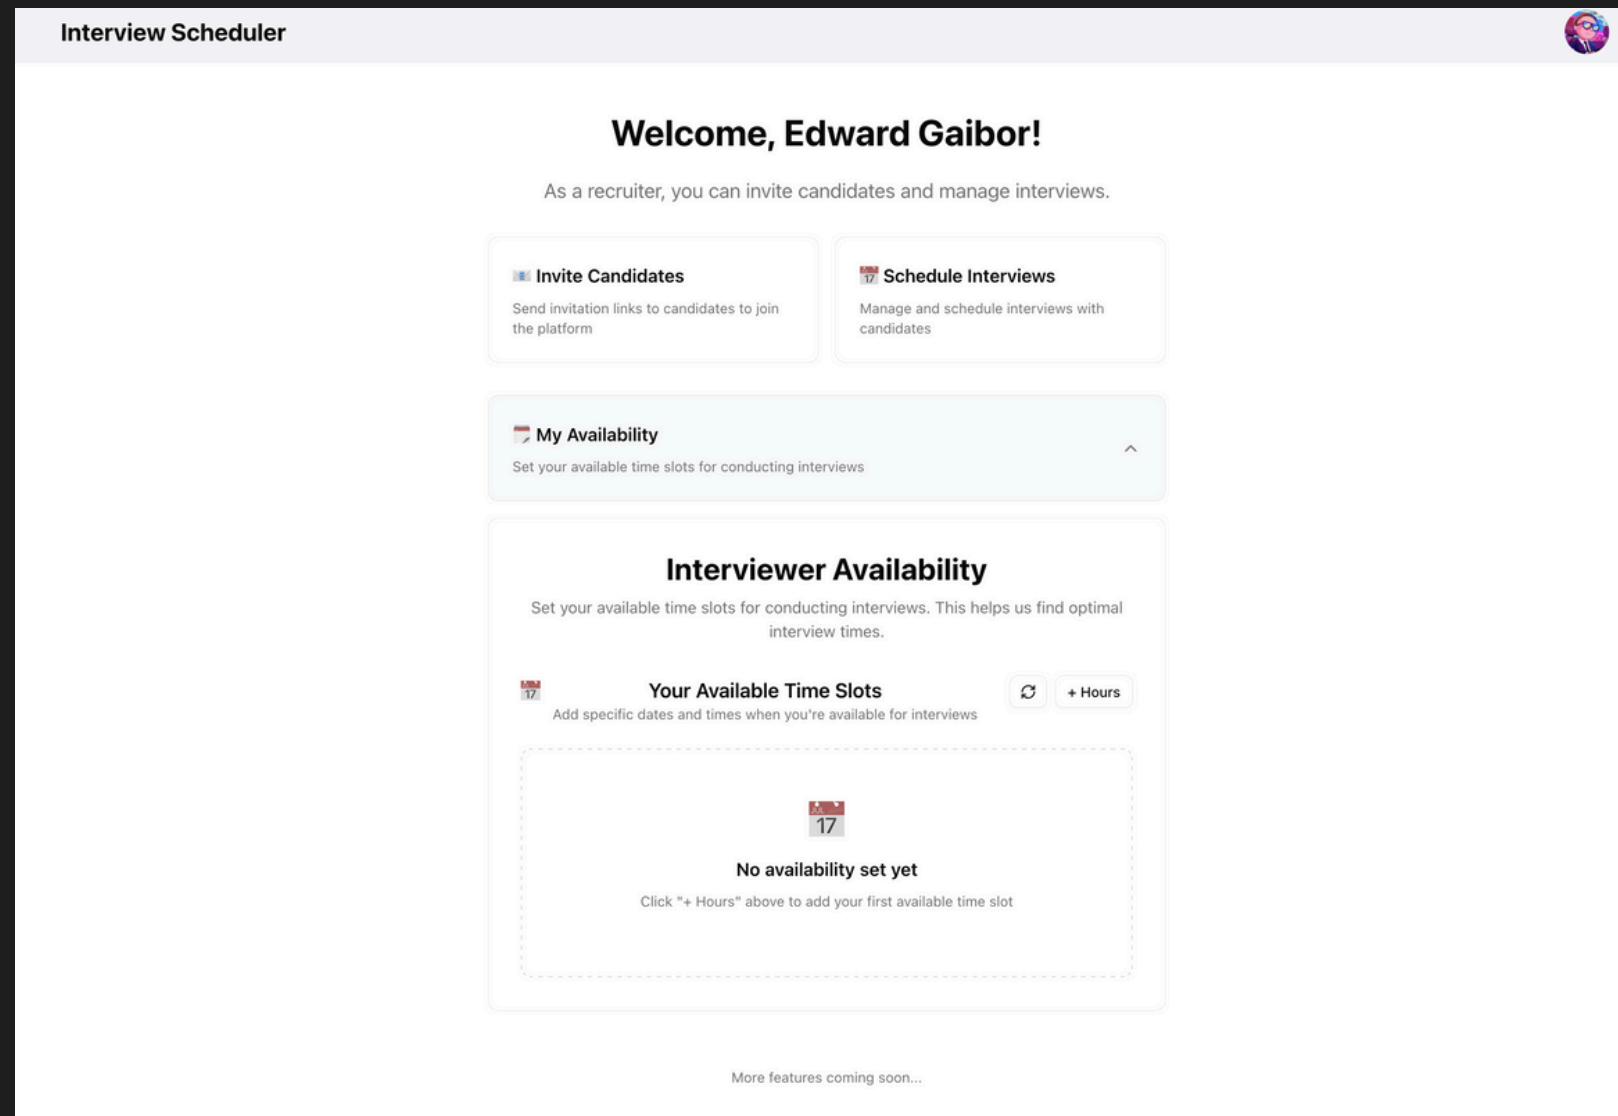 Interview Scheduler
Welcome, Edward Gaibor!
As a recruiter, you can invite candidates and manage interviews.
Invite Candidates
Send invitation links to candidates to join
the platform
17 Schedule Interviews
Manage and schedule interviews with
candidates
My Availability
Set your available time slots for conducting interviews
Interviewer Availability
Set your available time slots for conducting interviews. This helps us find optimal
interview times.
17
Your Available Time Slots
Add specific dates and times when you're available for interviews
+ Hours
JUL
17
No availability set yet
Click "+ Hours" above to add your first available time slot
More features coming soon...